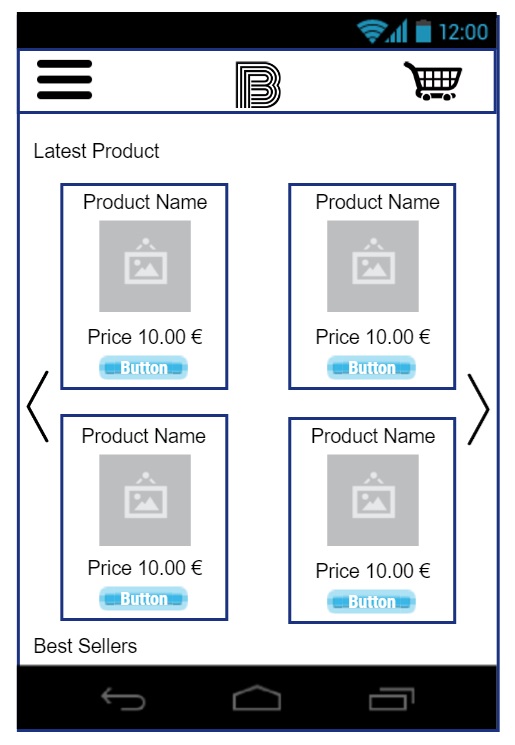 12:00
B
Latest Product
Product Name
Product Name
Price 10.00 €
Price 10.00 €
Button
Button
Product Name
Product Name
Price 10.00 €
Price 10.00 €
Button
Button
Best Sellers